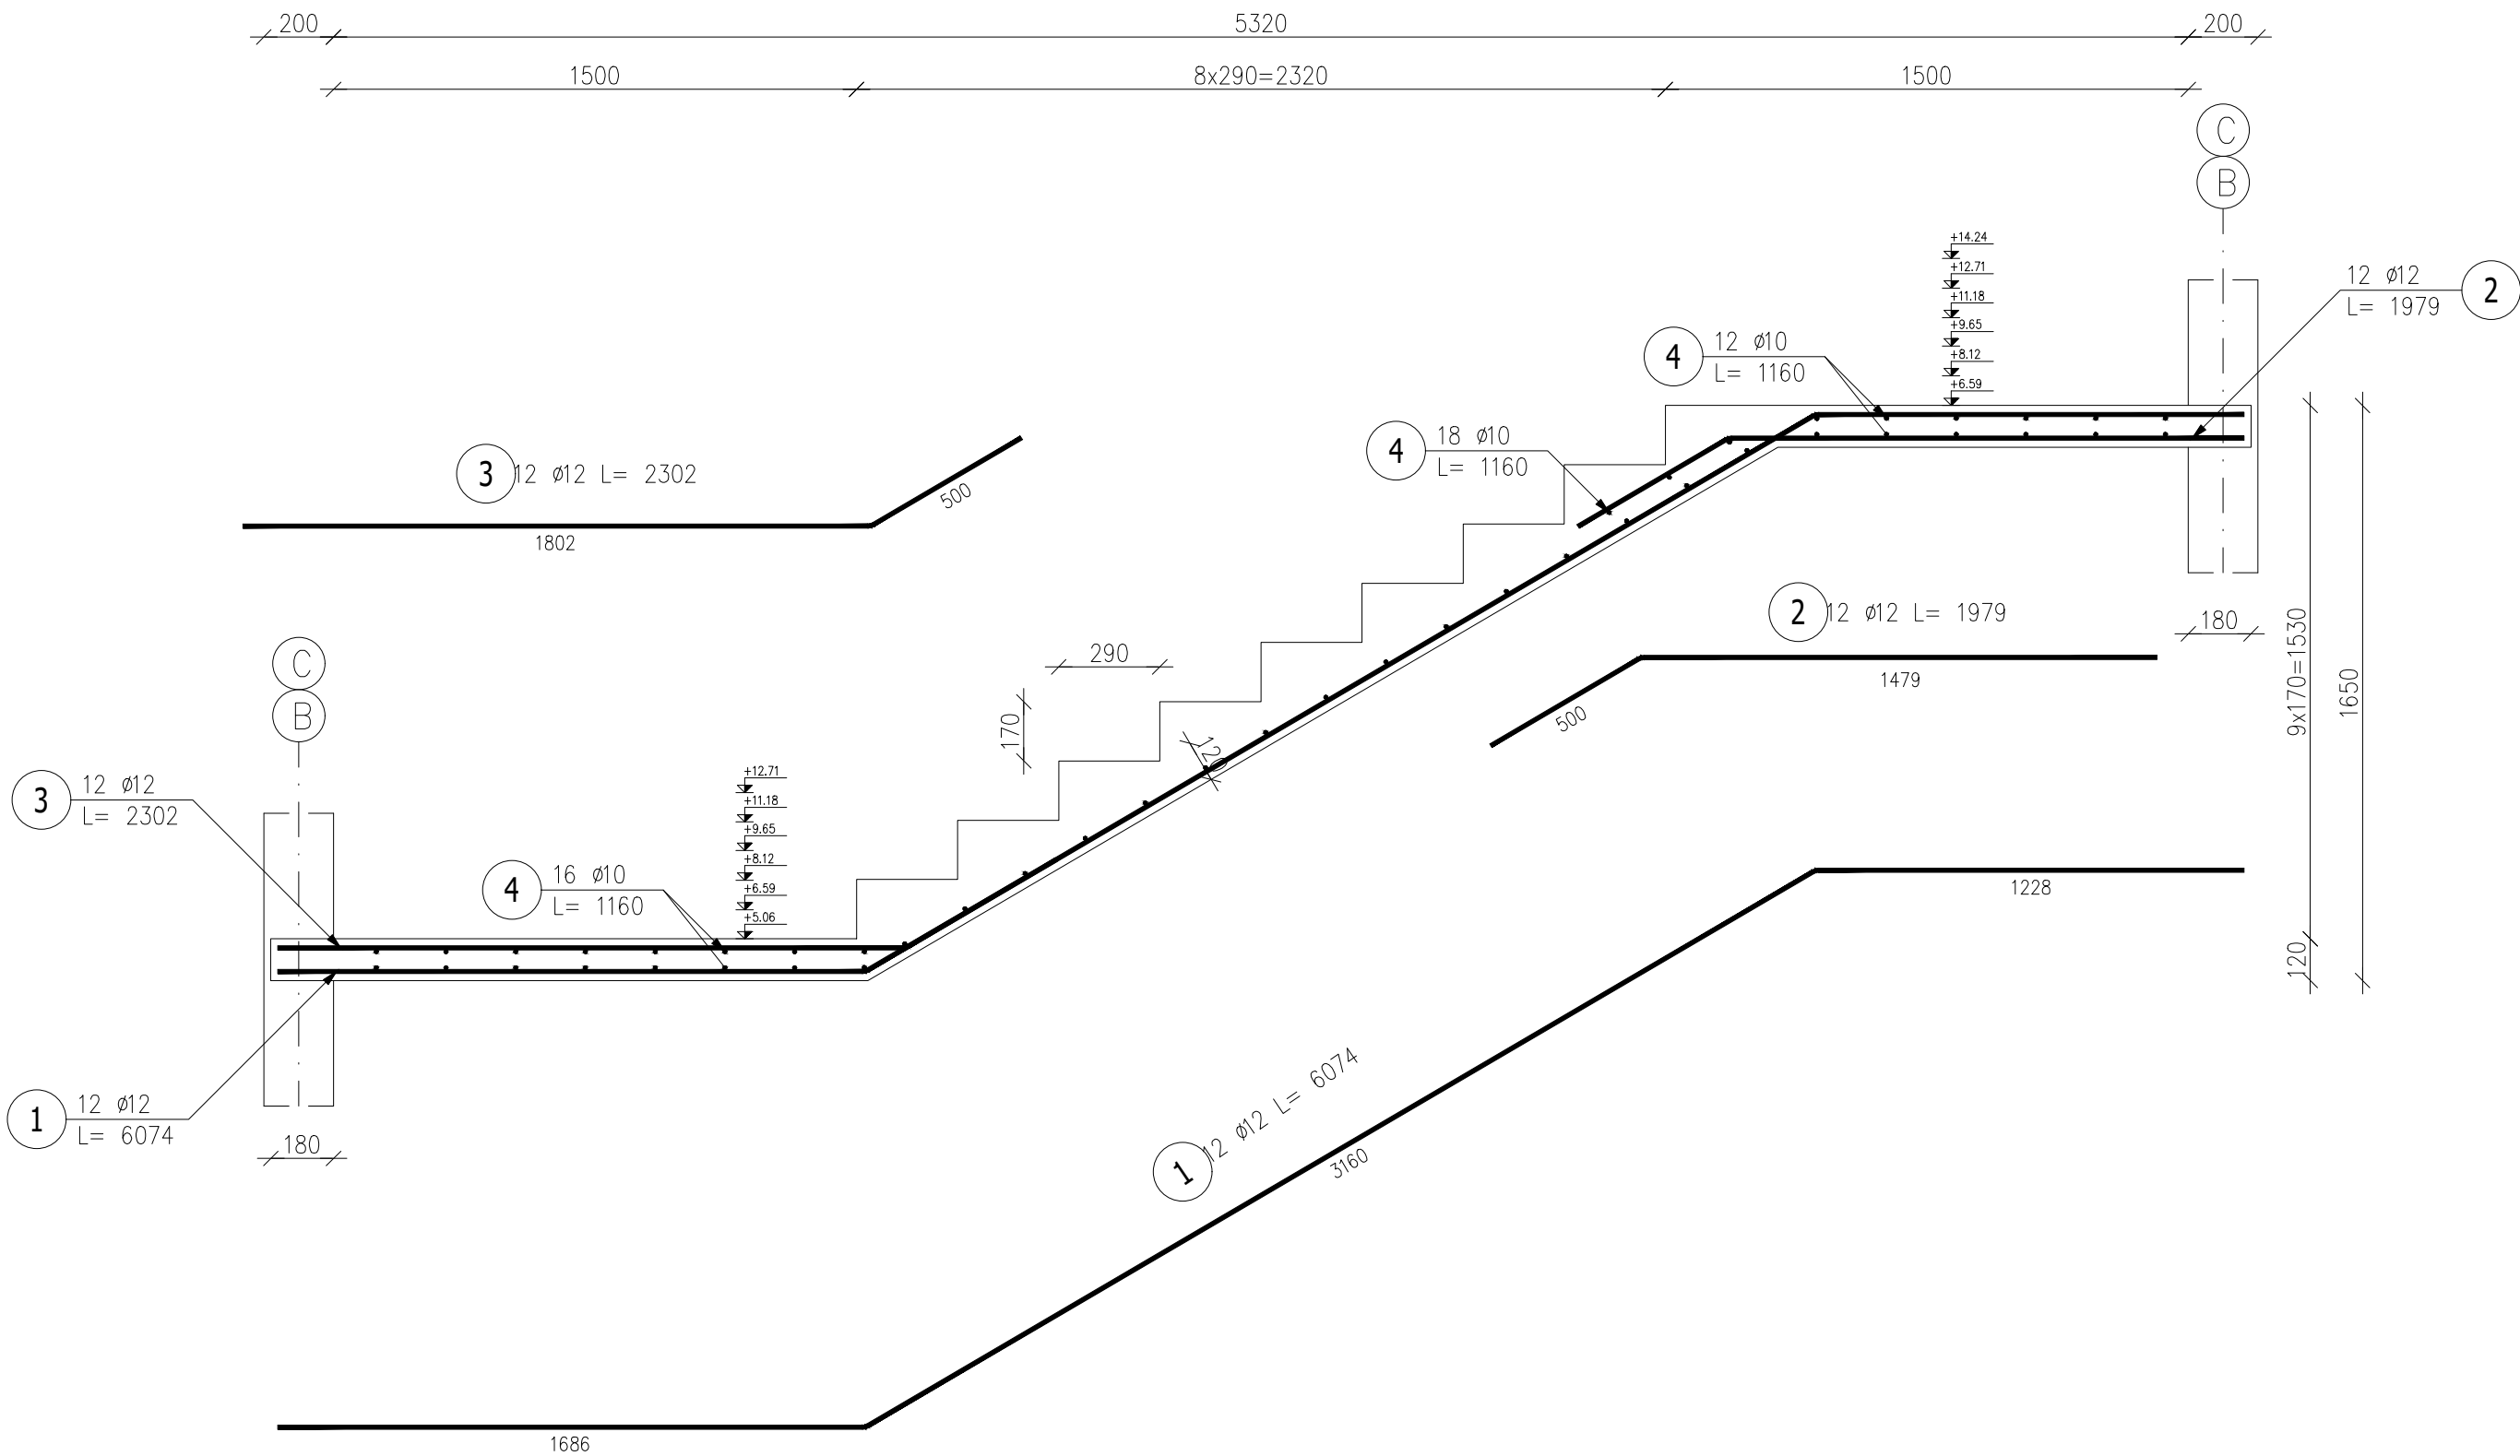 200
5320
200
1500
8x290=2320
1500
C
B
+14.24
+12.71
+11.18
+9.65
+8.12
+6.59
12 ø12
L= 1979
2
4
12 ø10
L= 1160
4
18 ø10
L= 1160
3
12 ø12 L= 2302
500
1802
2
12 ø12 L= 1979
180
9x170=1530
1650
1479
500
290
170
120
C
B
3
12 ø12
L= 2302
+12.71
+11.18
+9.65
+8.12
+6.59
+5.06
4
16 ø10
L= 1160
1228
120
1
12 ø12
L= 6074
180
1
12 ø12 L= 6074
3160
1686